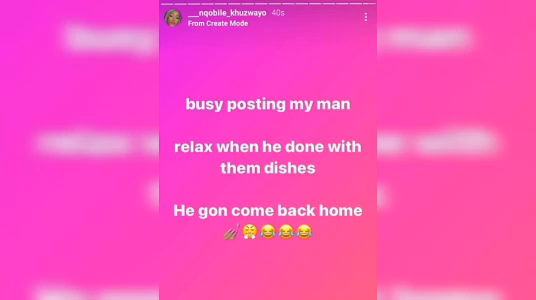 ___nqobile_khuzwayo 40s
From Create Mode
busy posting my man
relax when he done with
them dishes
He gon come back home
💅🏽😤😂😂😂